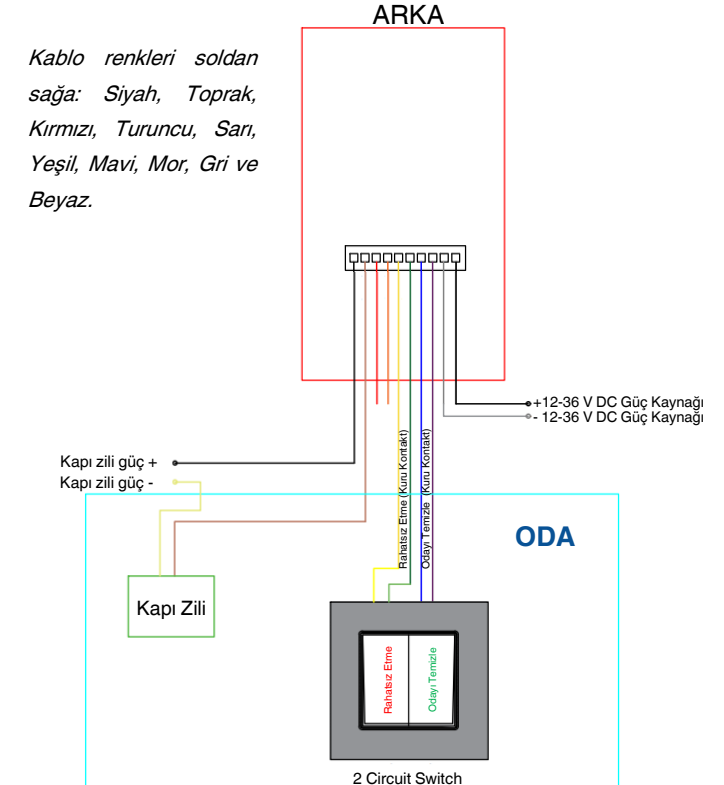 ARKA
Kablo renkleri soldan
sağa: Siyah, Toprak,
Kırmızı, Turuncu, Sarı,
Yeşil, Mavi, Mor, Gri ve
Beyaz.
+12-36 V DC Güç Kaynağı
- 12-36 V DC Güç Kaynağı
Kapı zili güç +
Kapı zili güç -
Rahatsız Etme (Kuru Kontakt)
Odayı Temizle (Kuru Kontakt)
ODA
Kapı Zili
Rahatsız Etme
Odayı Temizle
2 Circuit Switch